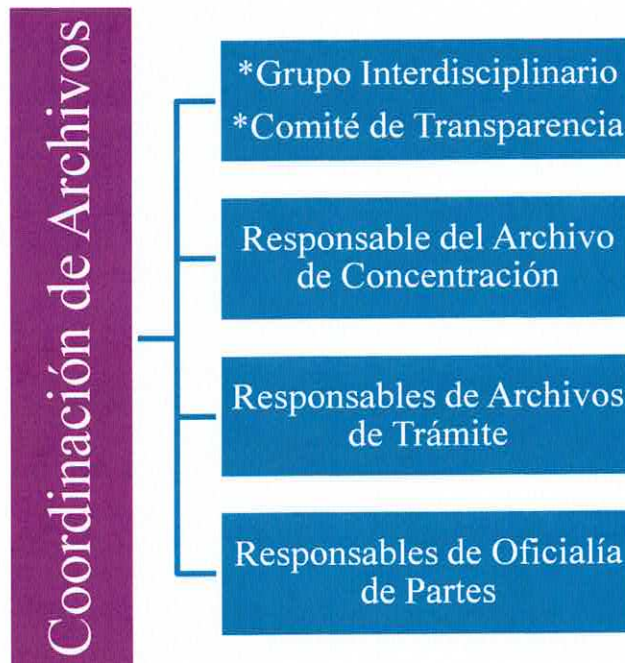 Coordinación de Archivos
*Grupo Interdisciplinario
*Comité de Transparencia
Responsable del Archivo
de Concentración
Responsables de Archivos
de Trámite
Responsables de Oficialía
de Partes